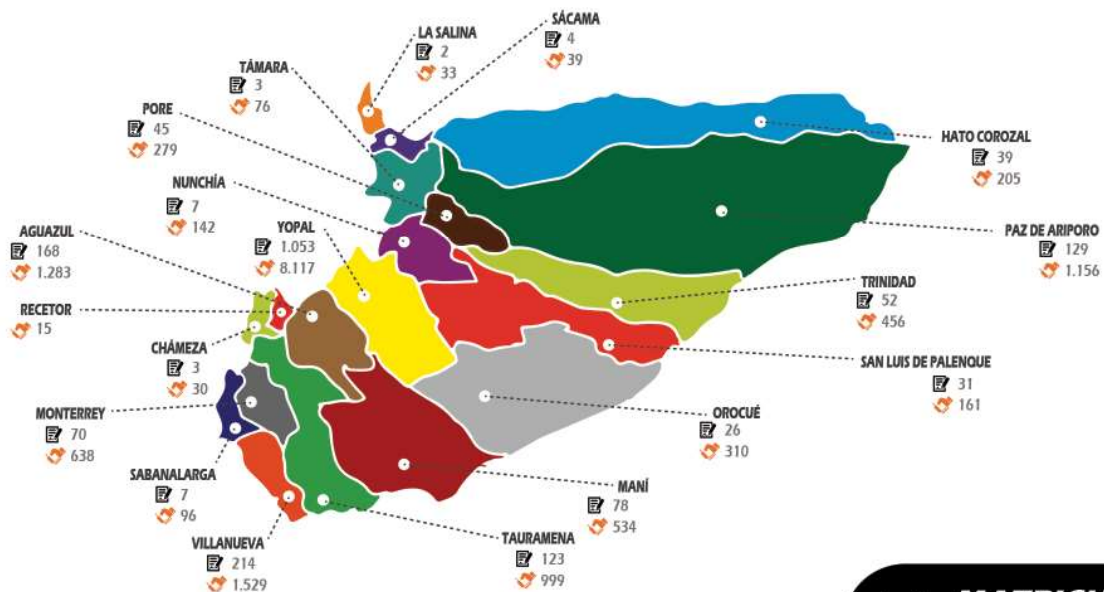 SÁCAMA
4
39
LA SALINA
2
33
TÁMARA
3
76
PORE
45
279
HATO COROZAL
39
205
NUNCHÍA
7
142
AGUAZUL
168
1.283
YOPAL
1.053
8.117
PAZ DE ARIPORO
129
1.156
TRINIDAD
52
456
RECETOR
15
CHÁMEZA
3
30
SAN LUIS DE PALENQUE
31
161
MONTERREY
70
638
OROCUÉ
26
310
SABANALARGA
7
96
MANÍ
78
534
VILLANUEVA
214
1.529
TAURAMENA
123
999